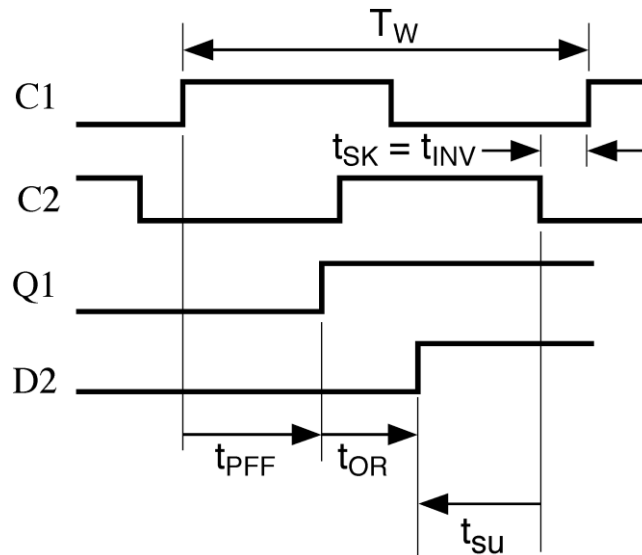 T_W
C1
t_SK = t_INV
C2
Q1
D2
t_PFF
t_OR
t_su